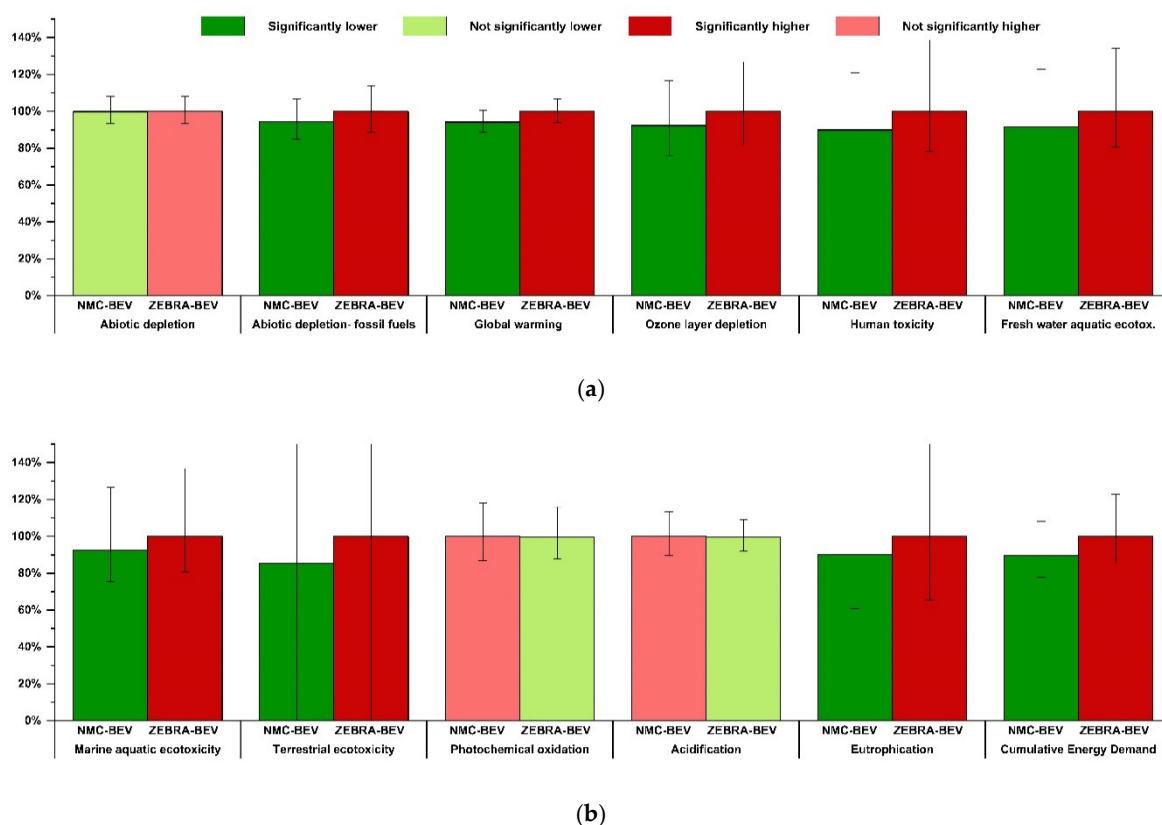 Significantly lower Not significantly lower Significantly higher Not significantly higher
140%
120%
100%
80%
60%
40%
20%
0%
NMC-BEV ZEBRA-BEV NMC-BEV ZEBRA-BEV NMC-BEV ZEBRA-BEV NMC-BEV ZEBRA-BEV NMC-BEV ZEBRA-BEV NMC-BEV ZEBRA-BEV
Abiotic depletion Abiotic depletion- fossil fuels Global warming Ozone layer depletion Human toxicity Fresh water aquatic ecotox.
(a)
140%
120%
100%
80%
60%
40%
20%
0%
NMC-BEV ZEBRA-BEV NMC-BEV ZEBRA-BEV NMC-BEV ZEBRA-BEV NMC-BEV ZEBRA-BEV NMC-BEV ZEBRA-BEV NMC-BEV ZEBRA-BEV
Marine aquatic ecotoxicity Terrestrial ecotoxicity Photochemical oxidation Acidification Eutrophication Cumulative Energy Demand
(b)